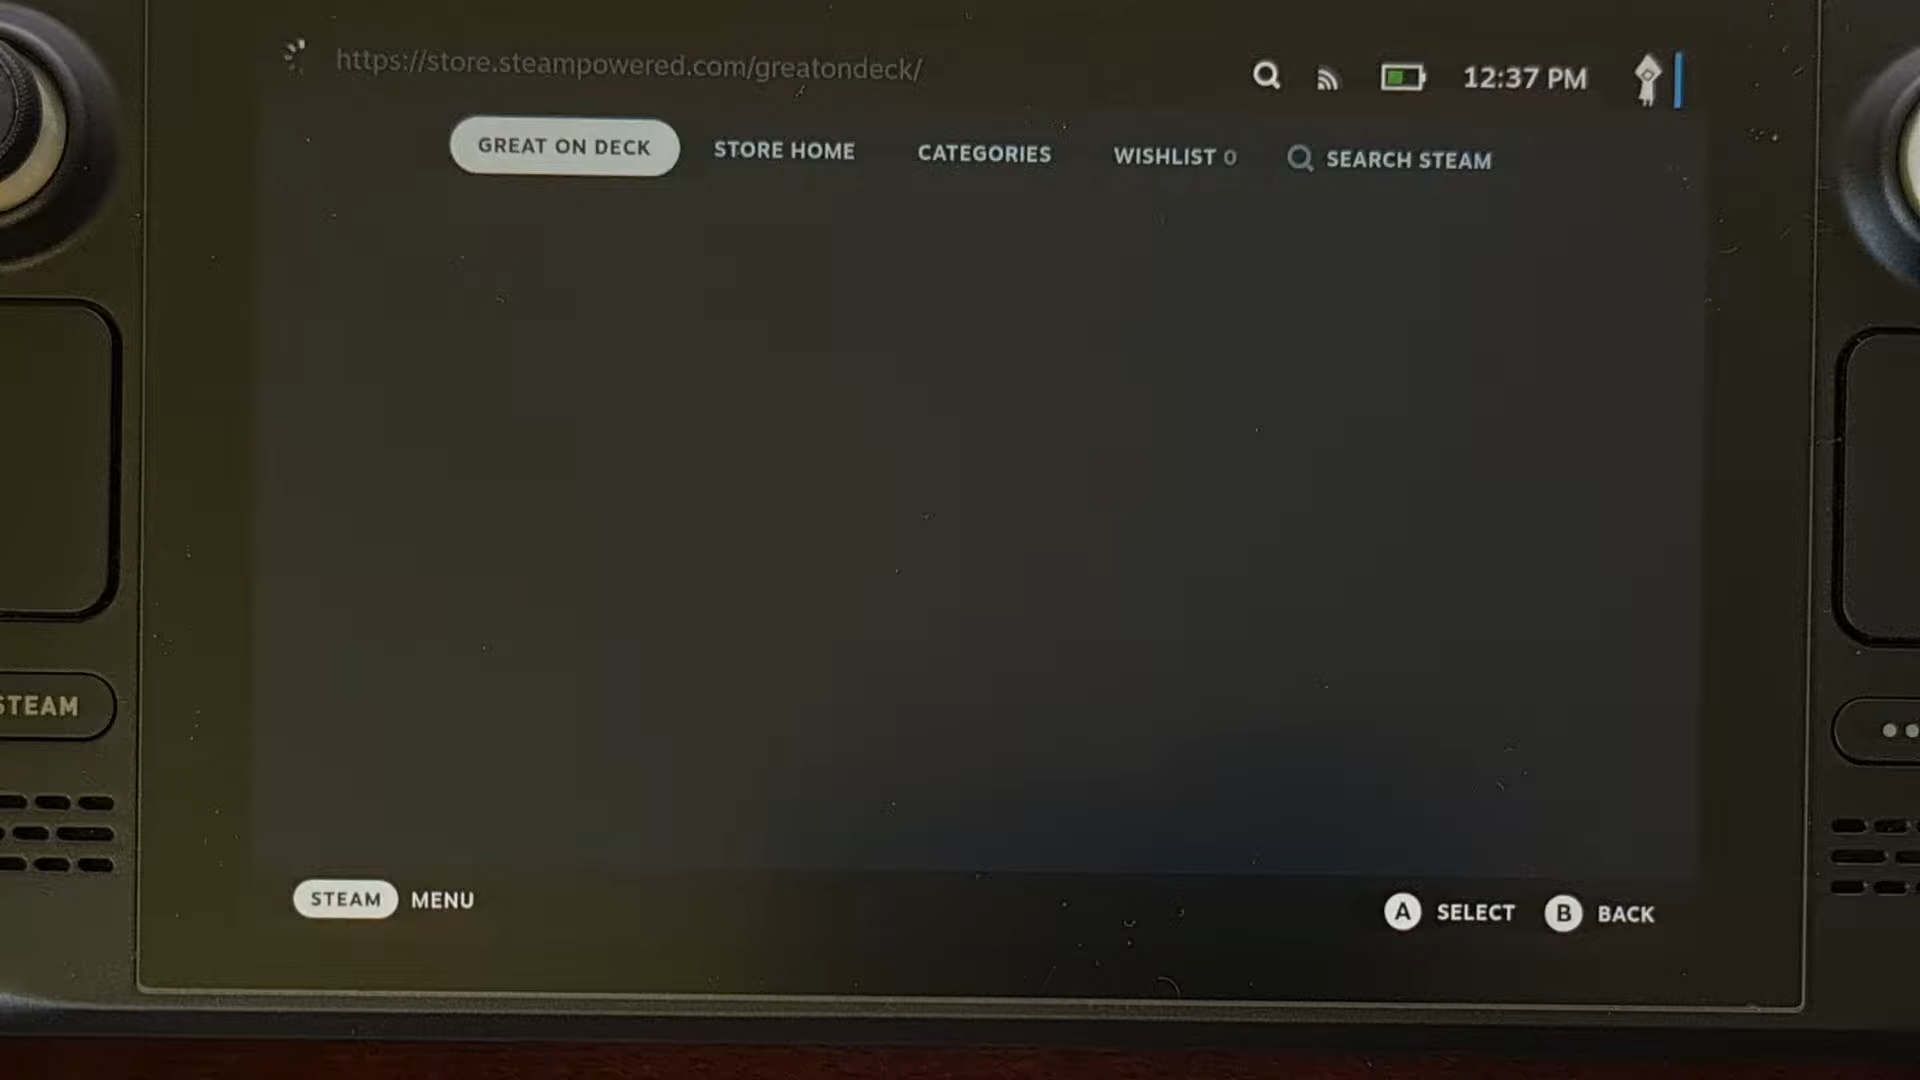 https://store.steampowered.com/greatondeck/
12:37 PM
GREAT ON DECK STORE HOME CATEGORIES WISHLIST 0 SEARCH STEAM
STEAM
STEAM MENU
A SELECT B BACK